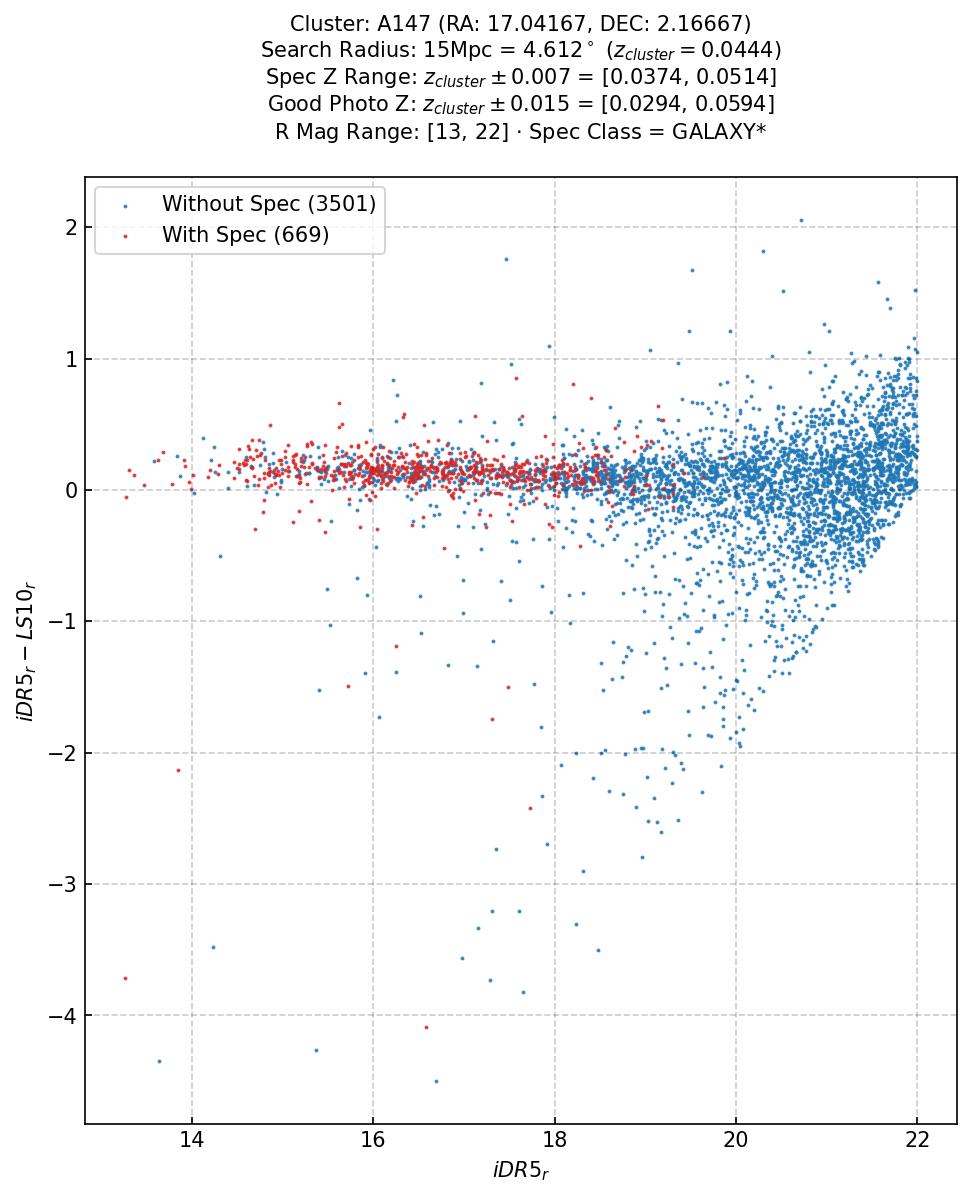 Cluster: A147 (RA: 17.04167, DEC: 2.16667)
Search Radius: 15Mpc = 4.612° (z_cluster = 0.0444)
Spec Z Range: z_cluster ± 0.007 = [0.0374, 0.0514]
Good Photo Z: z_cluster ± 0.015 = [0.0294, 0.0594]
R Mag Range: [13, 22] · Spec Class = GALAXY*
Without Spec (3501)
With Spec (669)
2
1
0
−1
−2
−3
−4
iDR5_r − LS10_r
14 16 18 20 22
iDR5_r